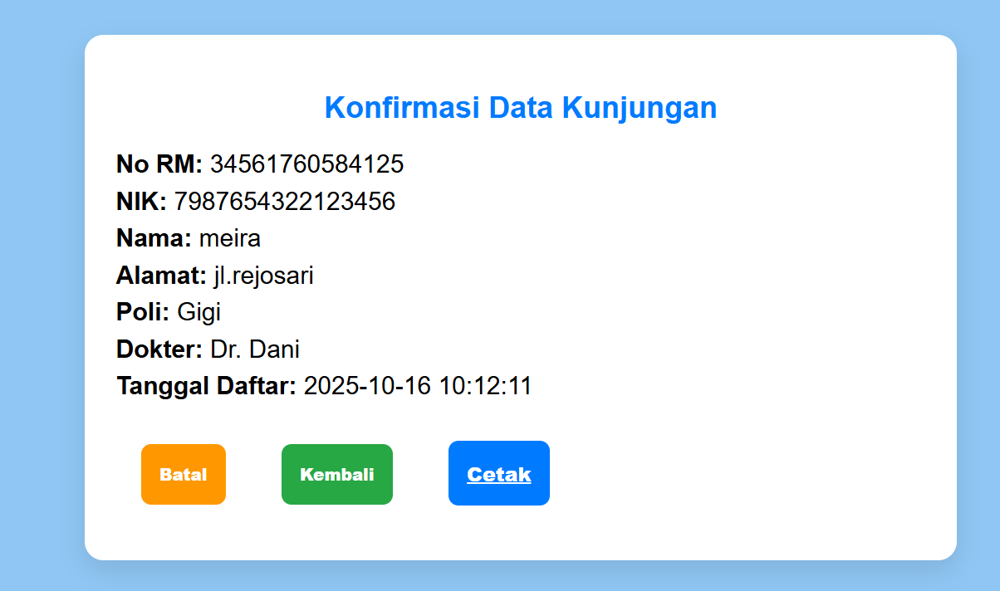 Konfirmasi Data Kunjungan
No RM: 34561760584125
NIK: 7987654322123456
Nama: meira
Alamat: jl.rejosari
Poli: Gigi
Dokter: Dr. Dani
Tanggal Daftar: 2025-10-16 10:12:11
Batal Kembali Cetak